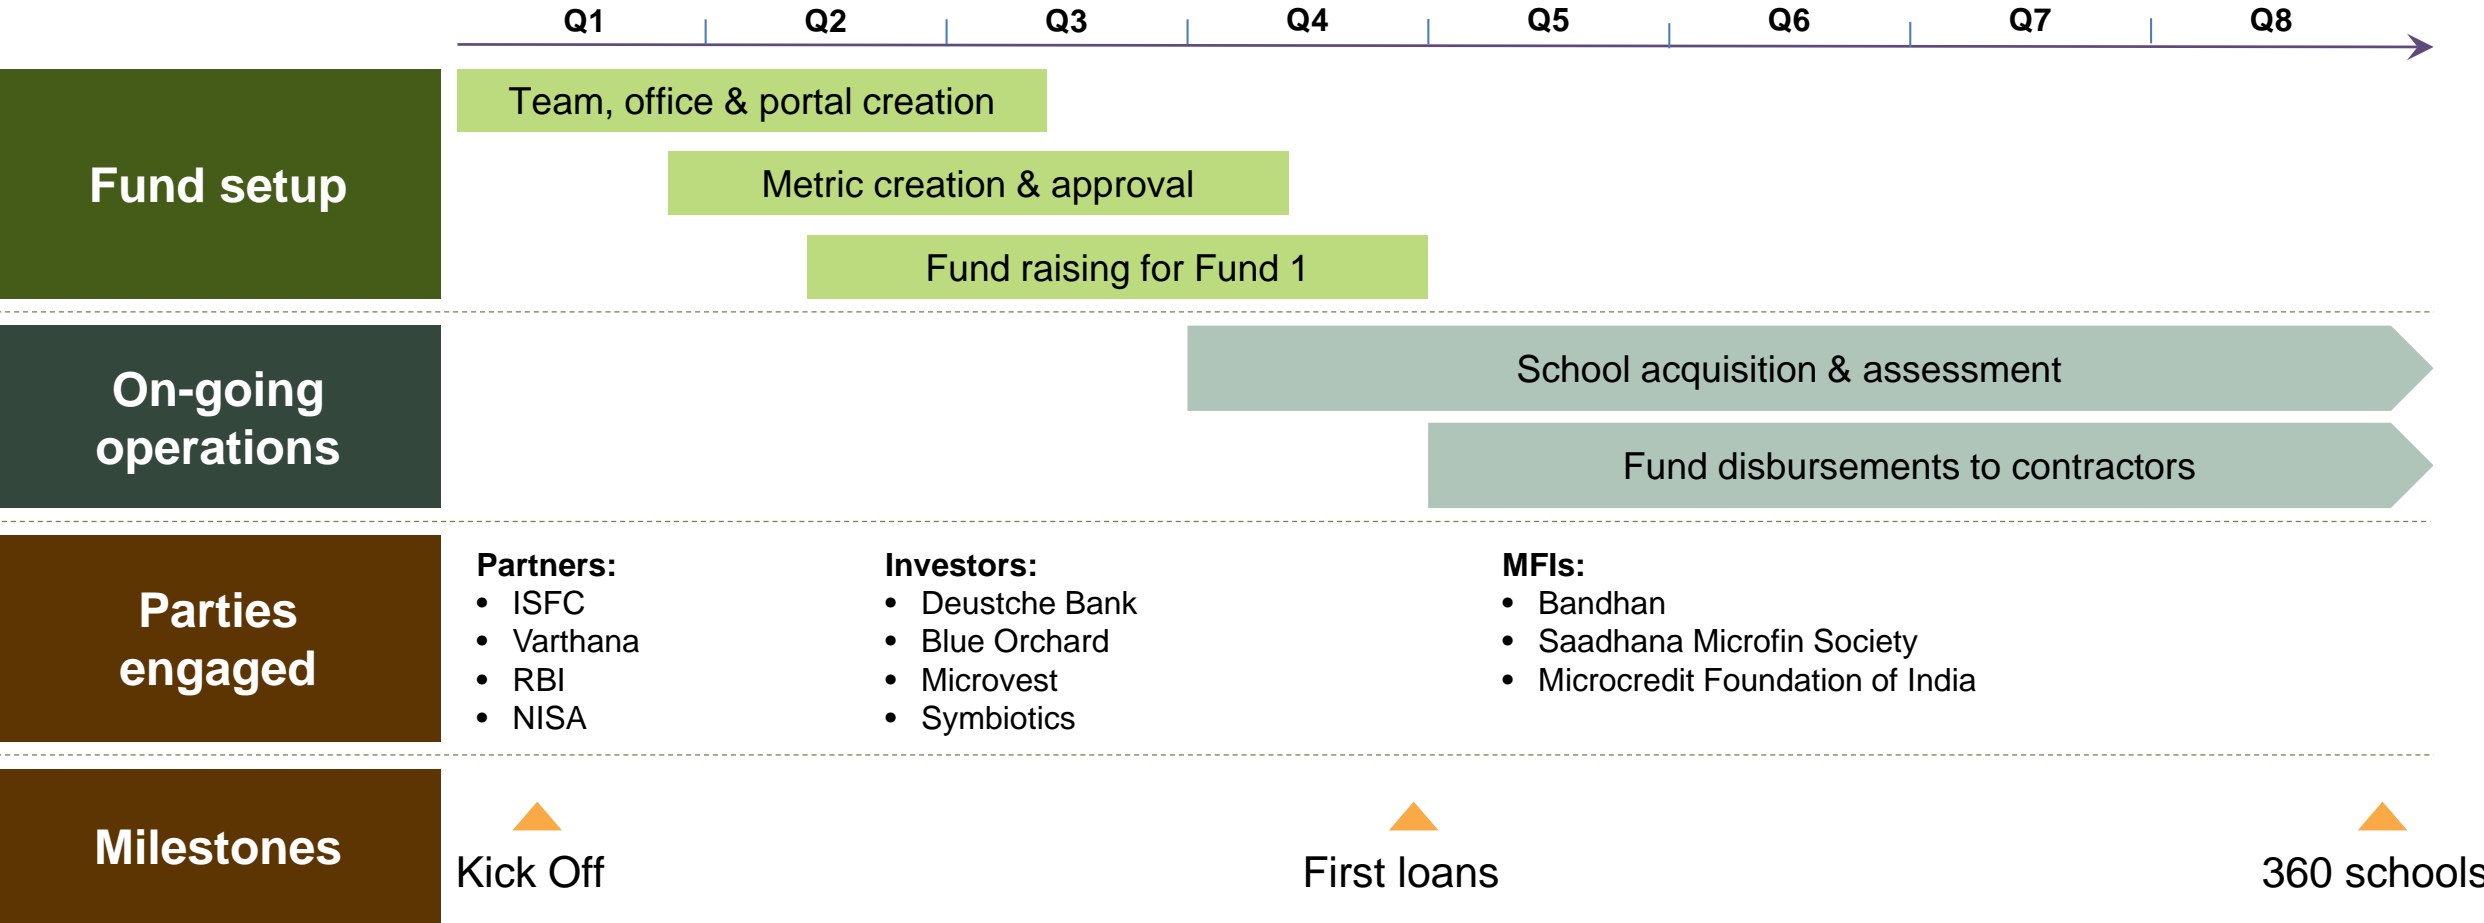 Q1 Q2 Q3 Q4 Q5 Q6 Q7 Q8
Fund setup
Team, office & portal creation
Metric creation & approval
Fund raising for Fund 1
On-going
operations
School acquisition & assessment
Fund disbursements to contractors
Parties
engaged
Partners:
• ISFC
• Varthana
• RBI
• NISA
Investors:
• Deustche Bank
• Blue Orchard
• Microvest
• Symbiotics
MFIs:
• Bandhan
• Saadhana Microfin Society
• Microcredit Foundation of India
Milestones
Kick Off
First loans
360 schools